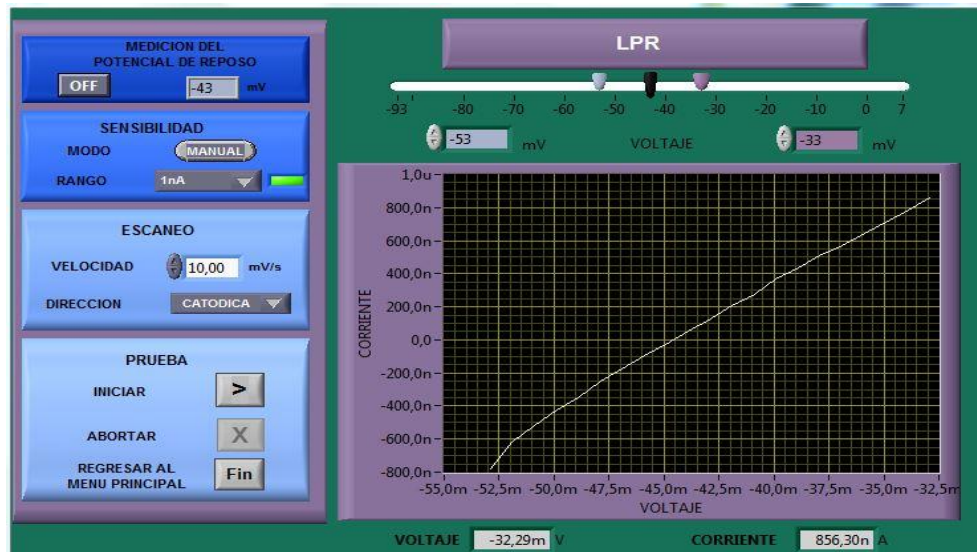 MEDICION DEL
POTENCIAL DE REPOSO
OFF -43 mV
SENSIBILIDAD
MODO MANUAL
RANGO 1nA
ESCANEO
VELOCIDAD 10,00 mV/s
DIRECCION CATODICA
PRUEBA
INICIAR >
ABORTAR X
REGRESAR AL
MENU PRINCIPAL Fin
LPR
-93 -80 -70 -60 -50 -40 -30 -20 -10 0 7
-53 mV VOLTAJE -33 mV
1,0u
800,0n
600,0n
400,0n
200,0n
0,0
-200,0n
-400,0n
-600,0n
-800,0n
CORRIENTE
-55,0m -52,5m -50,0m -47,5m -45,0m -42,5m -40,0m -37,5m -35,0m -32,5m
VOLTAJE
VOLTAJE -32,29m V CORRIENTE 856,30n A